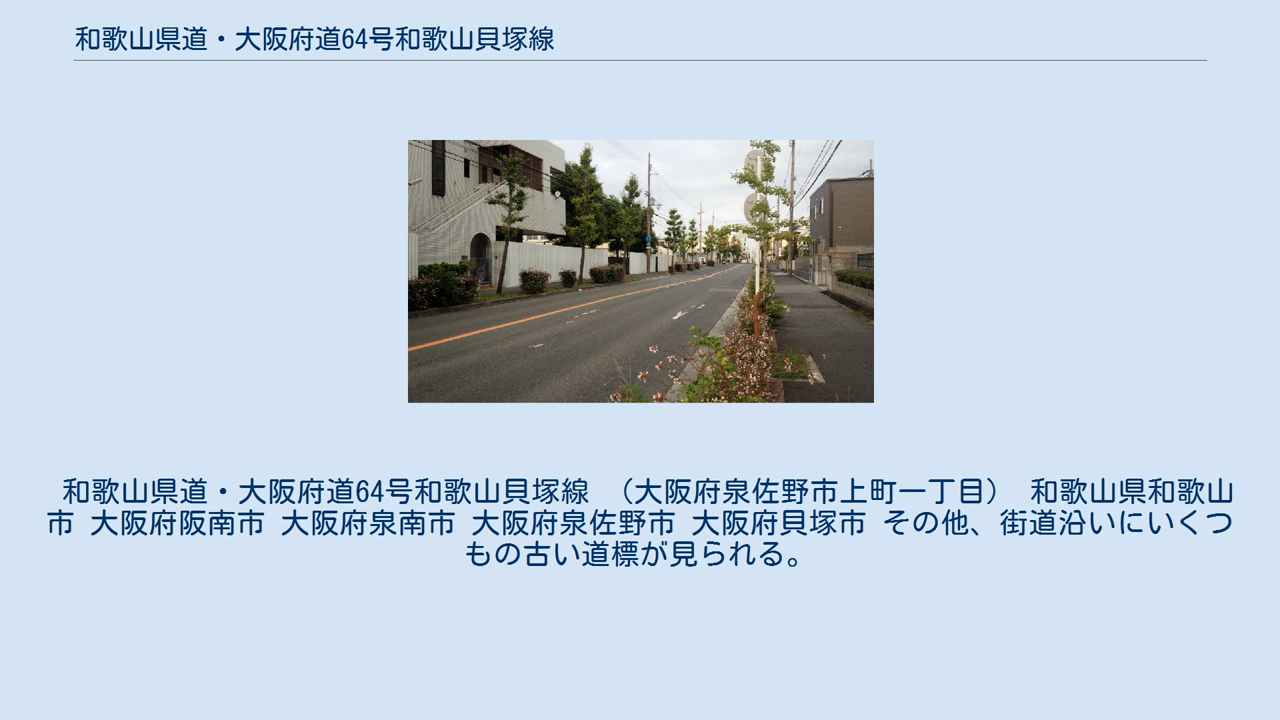 和歌山県道・大阪府道64号和歌山貝塚線
和歌山県道・大阪府道64号和歌山貝塚線 （大阪府泉佐野市上町一丁目） 和歌山県和歌山
市 大阪府阪南市 大阪府泉南市 大阪府泉佐野市 大阪府貝塚市 その他、街道沿いにいくつ
もの古い道標が見られる。